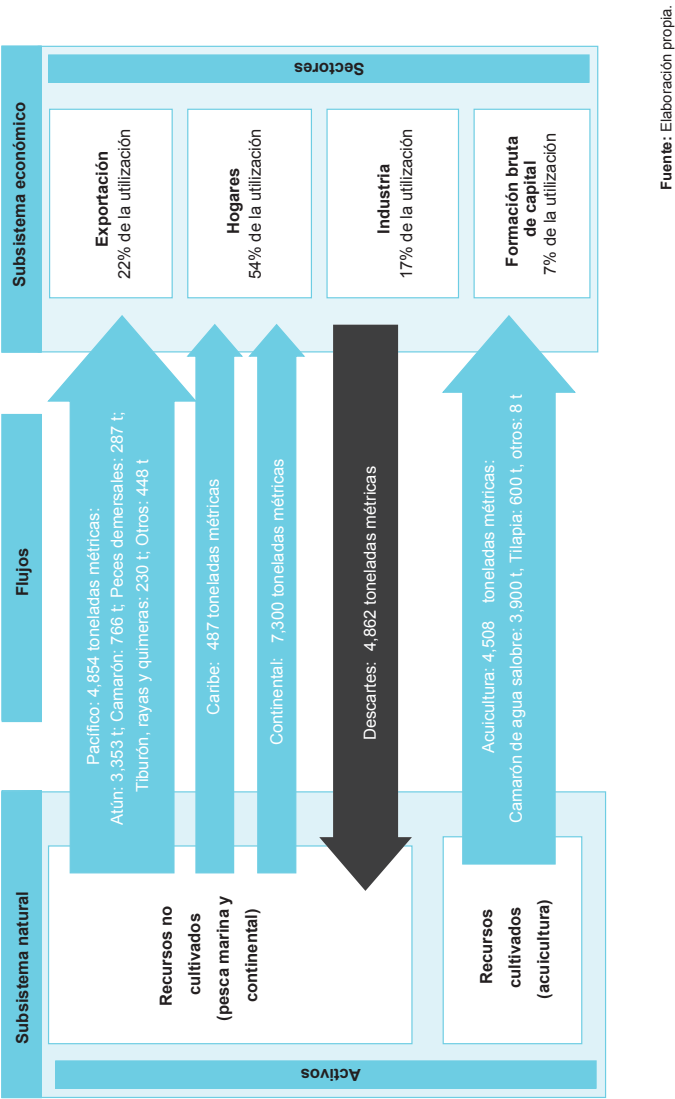 Subsistema natural
Flujos
Subsistema económico
Activos
Recursos no
cultivados
(pesca marina y
continental)
Recursos
cultivados
(acuicultura)
Pacífico: 4,854 toneladas métricas:
Atún: 3,353 t; Camarón: 766 t; Peces demersales: 287 t;
Tiburón, rayas y quimeras: 230 t; Otros: 448 t
Caribe: 487 toneladas métricas
Continental: 7,300 toneladas métricas
Descartes: 4,862 toneladas métricas
Acuicultura: 4,508 toneladas métricas:
Camarón de agua salobre: 3,900 t, Tilapia: 600 t, otros: 8 t
Exportación
22% de la utilización
Hogares
54% de la utilización
Industria
17% de la utilización
Formación bruta
de capital
7% de la utilización
Sectores
Fuente: Elaboración propia.